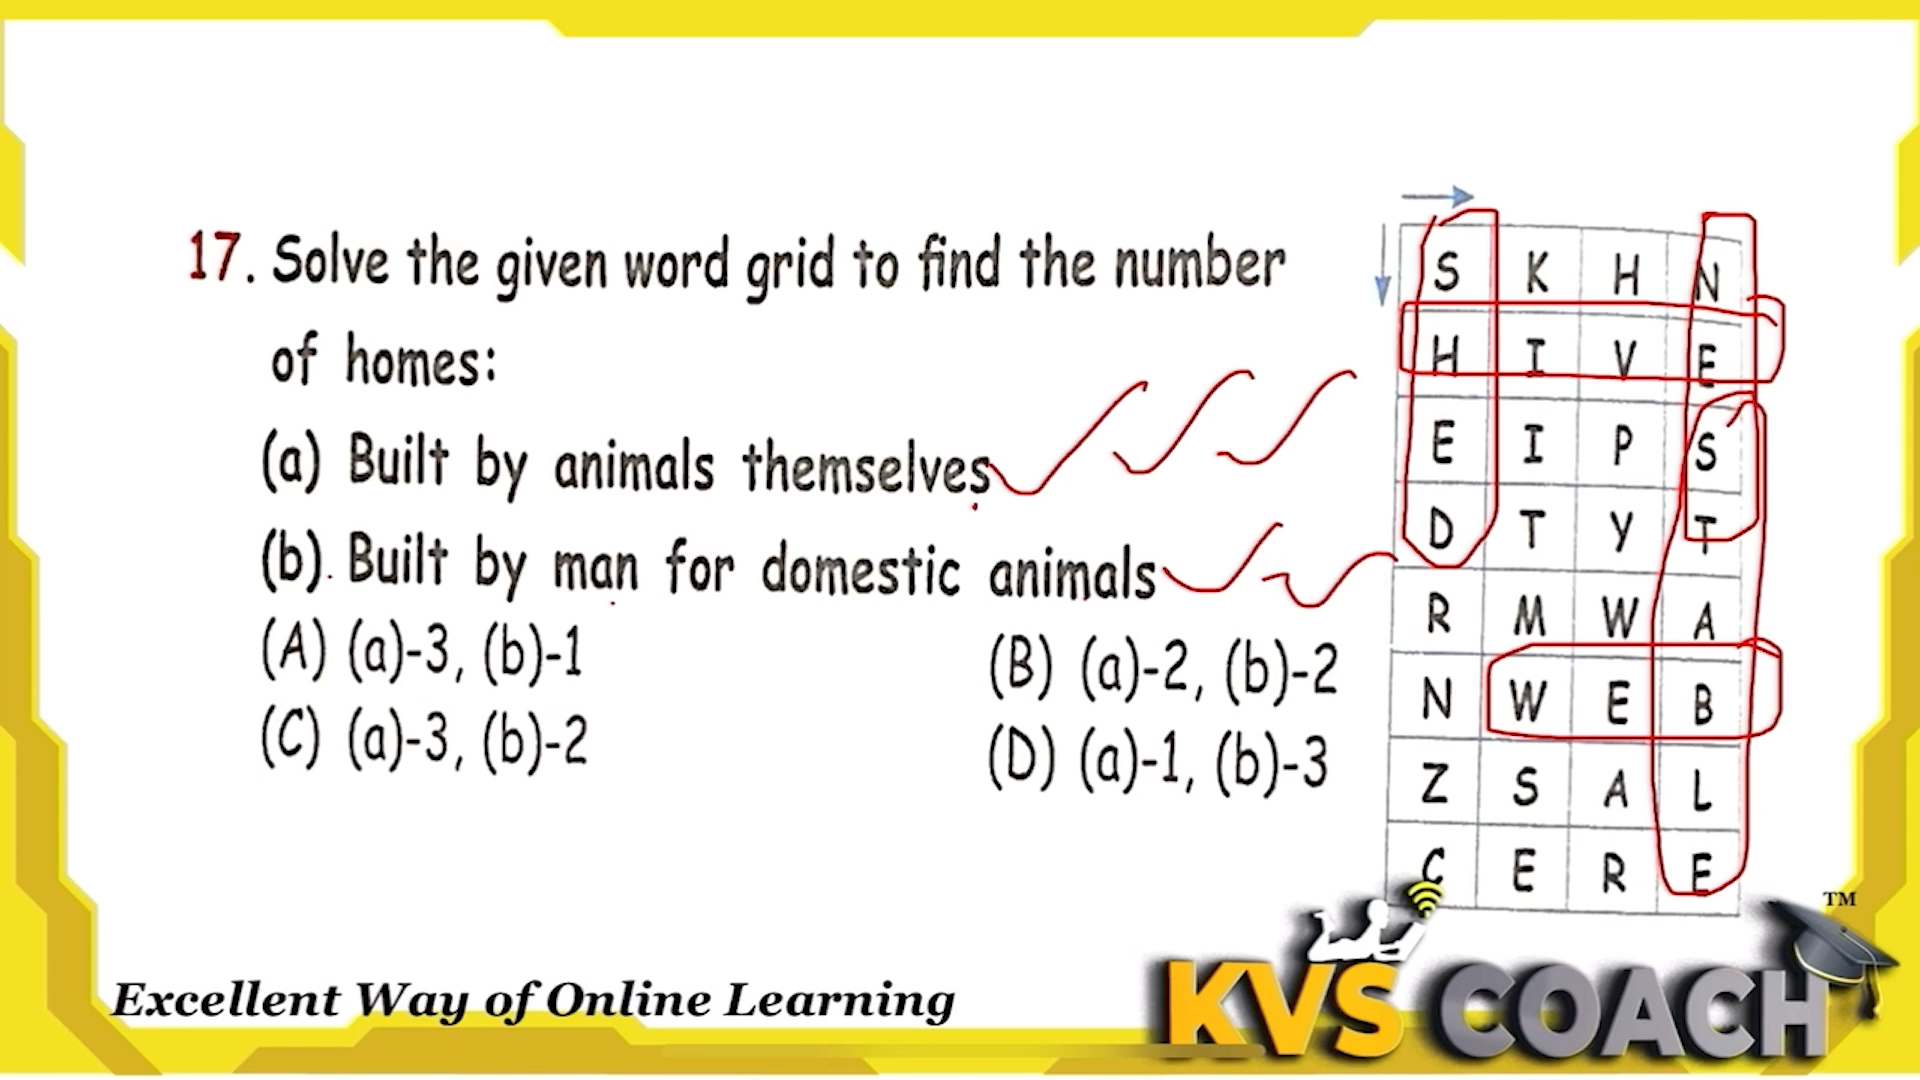 17. Solve the given word grid to find the number
of homes:
(a) Built by animals themselves
(b) Built by man for domestic animals
(A) (a)-3, (b)-1
(B) (a)-2, (b)-2
(C) (a)-3, (b)-2
(D) (a)-1, (b)-3
S K H N
H I V E
E I P S
D T Y T
R M W A
N W E B
Z S A L
C E R E
Excellent Way of Online Learning
KVS COACH
TM